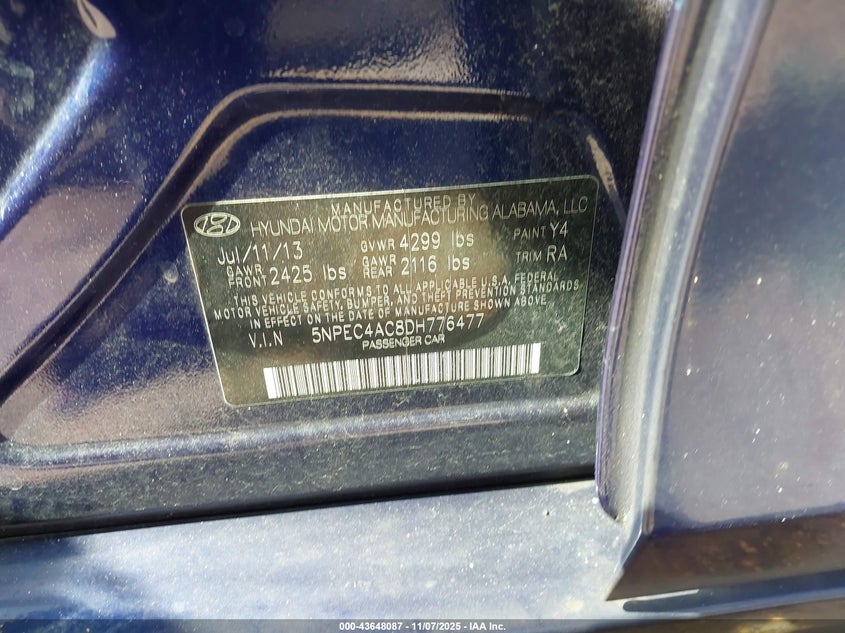 MANUFACTURED BY
HYUNDAI MOTOR MANUFACTURING ALABAMA, LLC
Jul/11/13 GVWR 4299 lbs PAINT Y4
GAWR FRONT 2425 lbs GAWR REAR 2116 lbs TRIM RA
THIS VEHICLE CONFORMS TO ALL APPLICABLE U.S.A. FEDERAL
MOTOR VEHICLE SAFETY, BUMPER, AND THEFT PREVENTION STANDARDS
IN EFFECT ON THE DATE OF MANUFACTURE SHOWN ABOVE
V.I.N 5NPEC4AC8DH776477
PASSENGER CAR
000-43648087 - 11/07/2025 - IAA Inc.